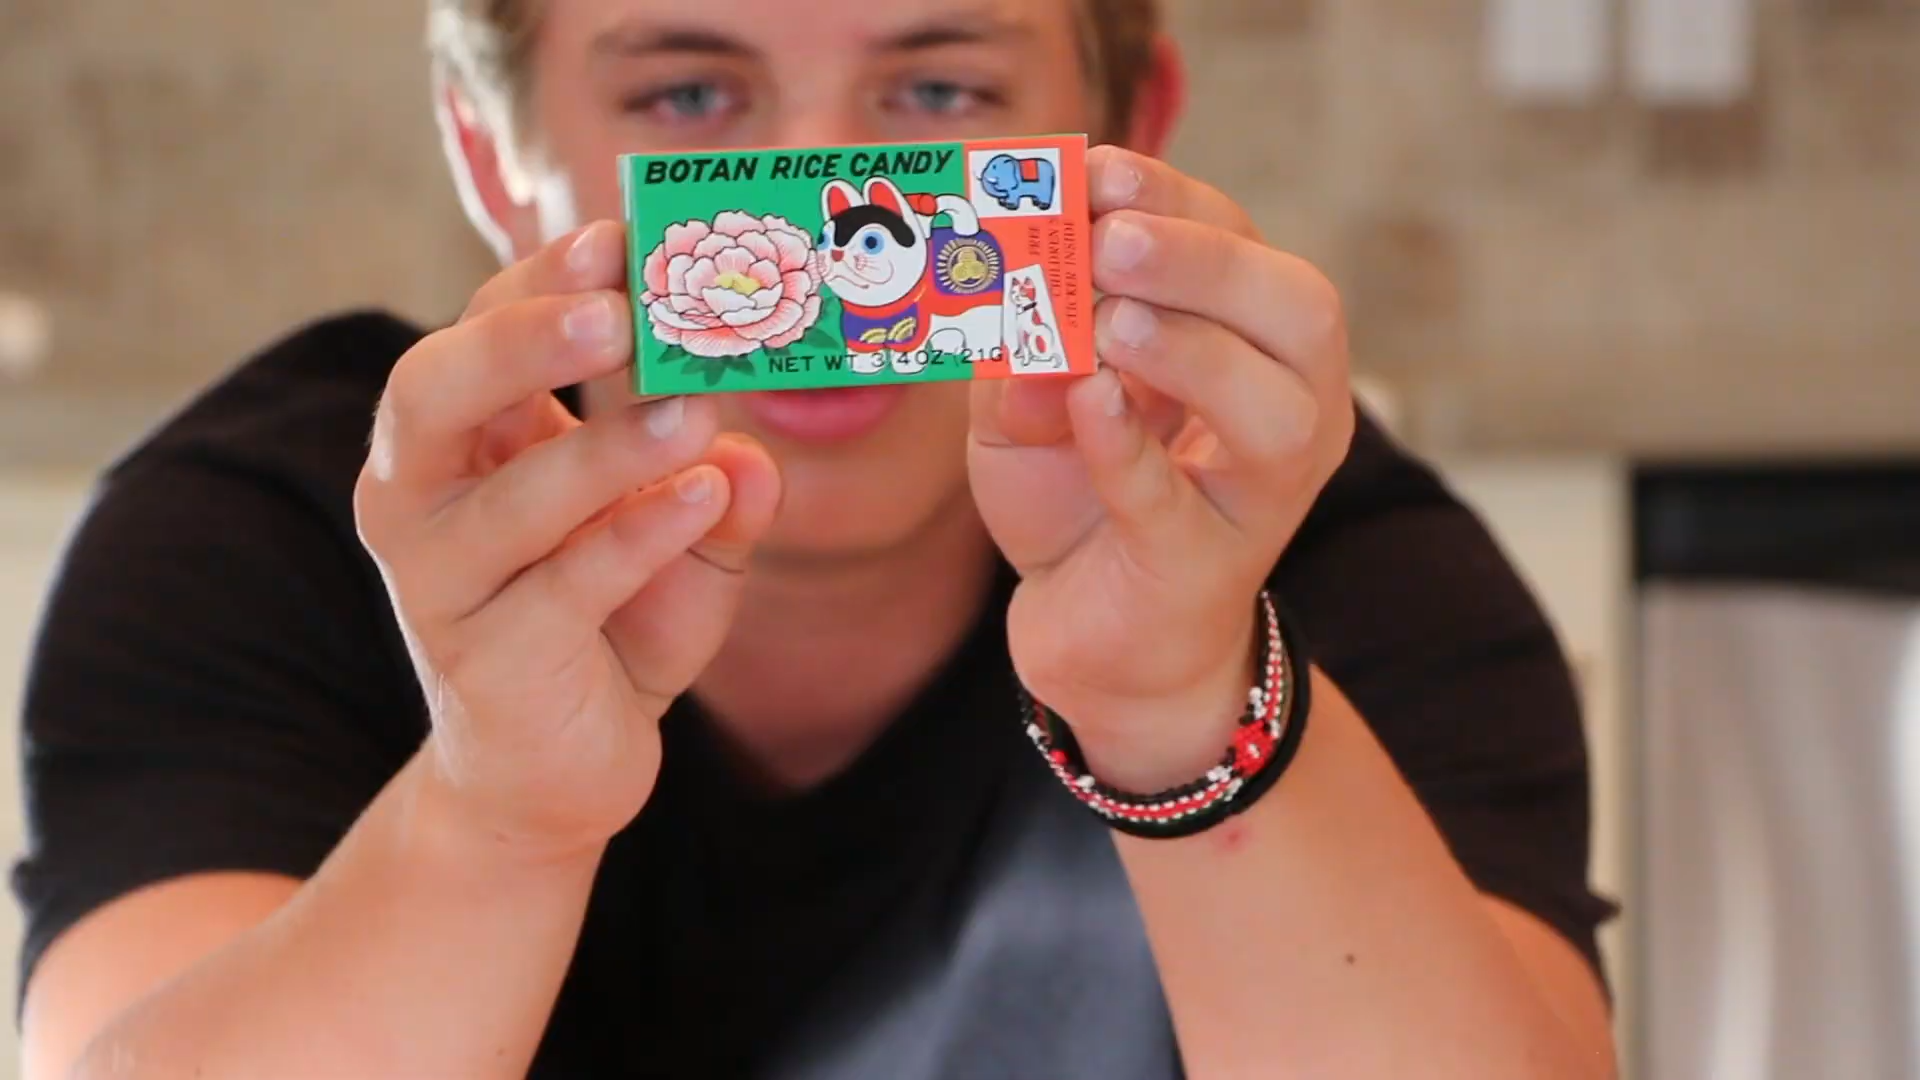 BOTAN RICE CANDY
FREE
CHILDREN'S
STICKER INSIDE
NET WT. 3/4 OZ (21G